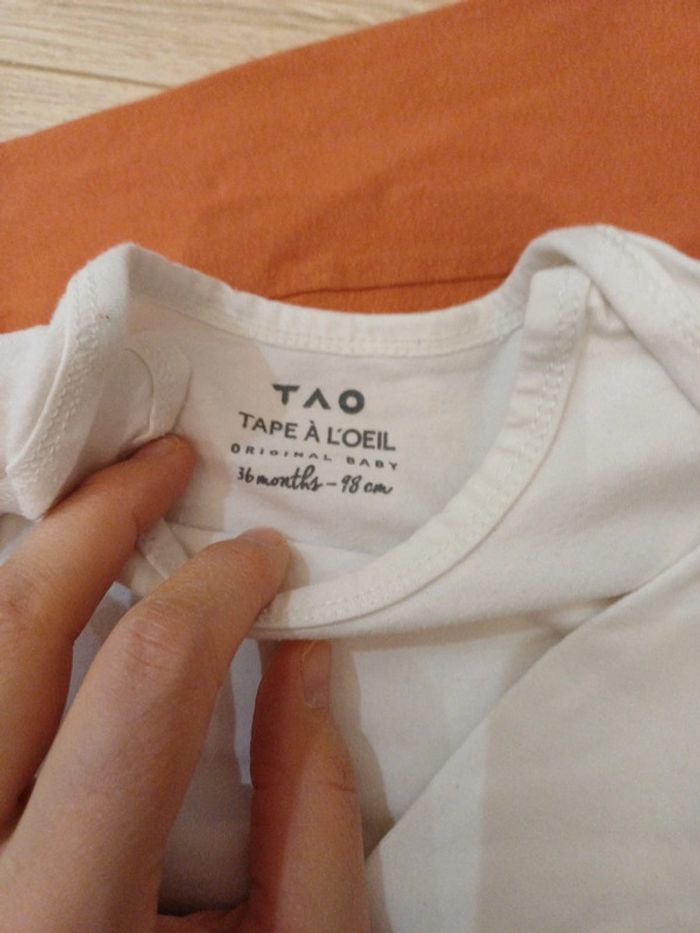 TAO
TAPE À L'OEIL
ORIGINAL BABY
36 months - 98 cm